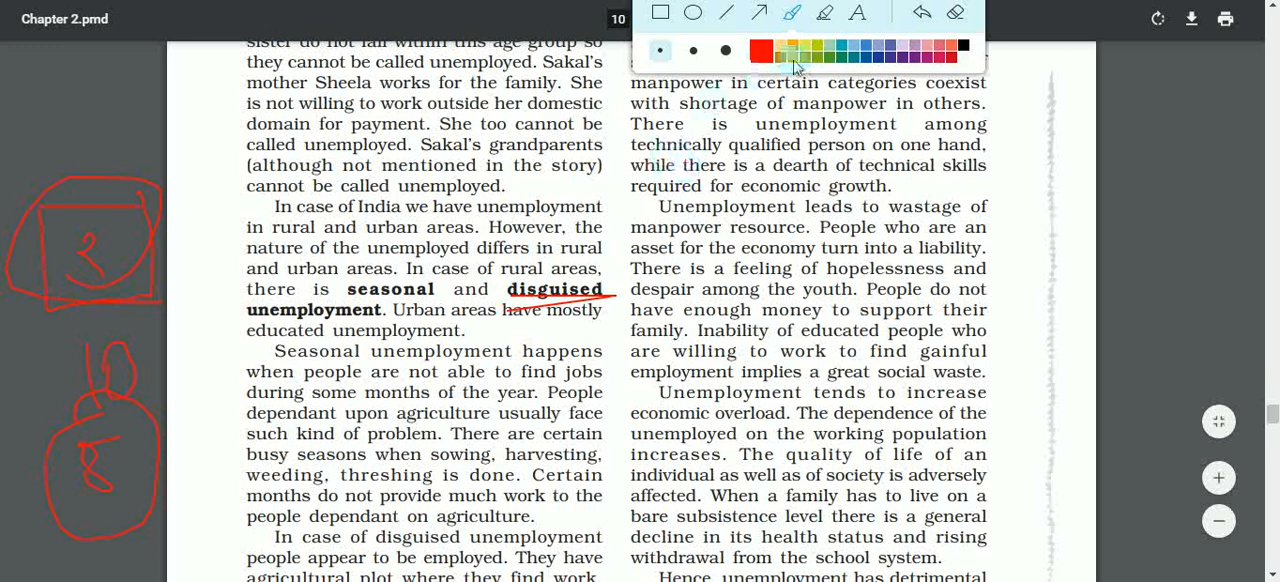 Chapter 2.pmd
10
A
sister do not fall within this age group so
they cannot be called unemployed. Sakal's
mother Sheela works for the family. She
is not willing to work outside her domestic
domain for payment. She too cannot be
called unemployed. Sakal's grandparents
(although not mentioned in the story)
cannot be called unemployed.
In case of India we have unemployment
in rural and urban areas. However, the
nature of the unemployed differs in rural
and urban areas. In case of rural areas,
there is seasonal and disguised
unemployment. Urban areas have mostly
educated unemployment.
Seasonal unemployment happens
when people are not able to find jobs
during some months of the year. People
dependant upon agriculture usually face
such kind of problem. There are certain
busy seasons when sowing, harvesting,
weeding, threshing is done. Certain
months do not provide much work to the
people dependant on agriculture.
In case of disguised unemployment
people appear to be employed. They have
agricultural plot where they find work.
manpower in certain categories coexist
with shortage of manpower in others.
There is unemployment among
technically qualified person on one hand,
while there is a dearth of technical skills
required for economic growth.
Unemployment leads to wastage of
manpower resource. People who are an
asset for the economy turn into a liability.
There is a feeling of hopelessness and
despair among the youth. People do not
have enough money to support their
family. Inability of educated people who
are willing to work to find gainful
employment implies a great social waste.
Unemployment tends to increase
economic overload. The dependence of the
unemployed on the working population
increases. The quality of life of an
individual as well as of society is adversely
affected. When a family has to live on a
bare subsistence level there is a general
decline in its health status and rising
withdrawal from the school system.
Hence, unemployment has detrimental
2
10
8